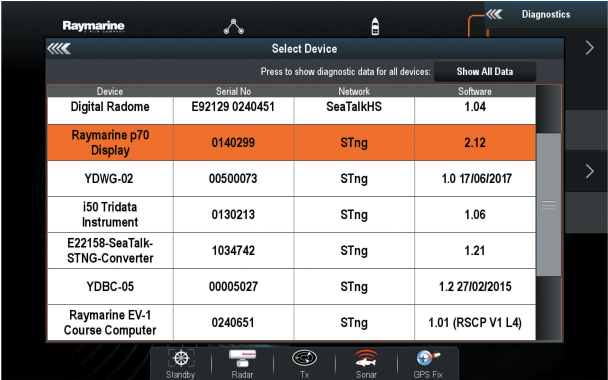 Diagnostics
Raymarine
Select Device
Press to show diagnostic data for all devices: Show All Data
Device Serial No Network Software
Digital Radome E92129 0240451 SeaTalkHS 1.04
Raymarine p70
Display 0140299 STng 2.12
YDWG-02 00500073 STng 1.0 17/06/2017
i50 Tridata
Instrument 0130213 STng 1.06
E22158-SeaTalk-
STNG-Converter 1034742 STng 1.21
YDBC-05 00005027 STng 1.2 27/02/2015
Raymarine EV-1
Course Computer 0240651 STng 1.01 (RSCP V1 L4)
Standby Radar Tx Sonar GPS Fix